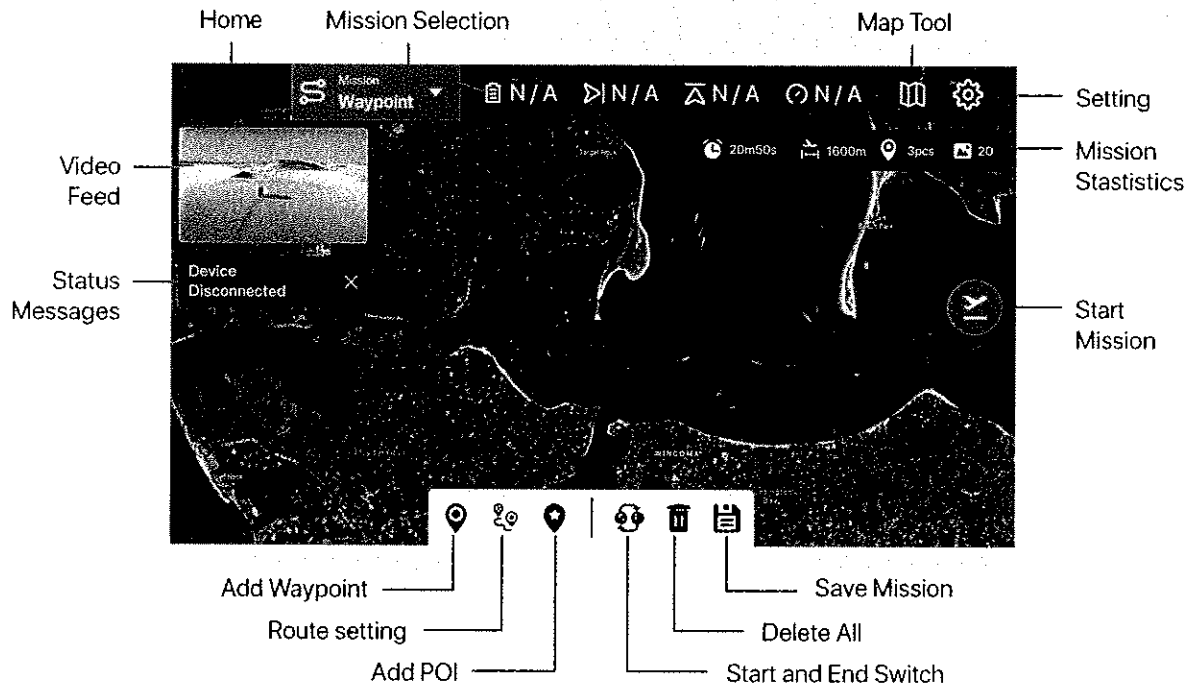 Home
Mission Selection
Map Tool
Mission
Waypoint
N/A
N/A
N/A
N/A
Setting
20m50s
1600m
3pcs
20
Mission
Stastistics
Video
Feed
Device
Disconnected
Status
Messages
Start
Mission
WINCOMA
Add Waypoint
Save Mission
Route setting
Delete All
Add POI
Start and End Switch